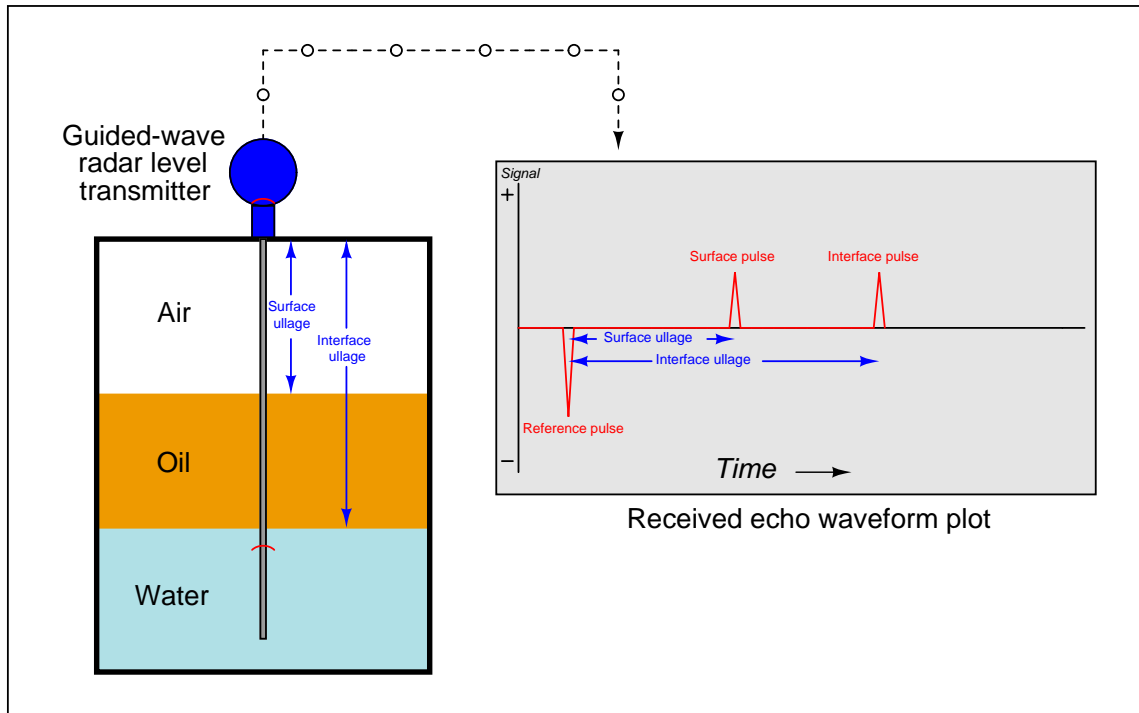 Guided-wave
radar level
transmitter
Air
Surface
ullage
Interface
ullage
Oil
Water
Signal
+
Surface pulse
Interface pulse
Surface ullage
Interface ullage
Reference pulse
−
Time
Received echo waveform plot